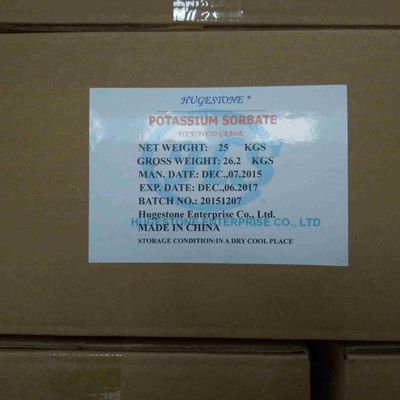 HUGESTONE ®
POTASSIUM SORBATE
FCCV/FOOD GRADE
NET WEIGHT: 25 KGS
GROSS WEIGHT: 26.2 KGS
MAN. DATE: DEC.,07.2015
EXP. DATE: DEC.,06.2017
BATCH NO.: 20151207
Hugestone Enterprise Co., Ltd.
HUGESTONE ENTERPRISE CO., LTD
MADE IN CHINA
STORAGE CONDITION:IN A DRY COOL PLACE